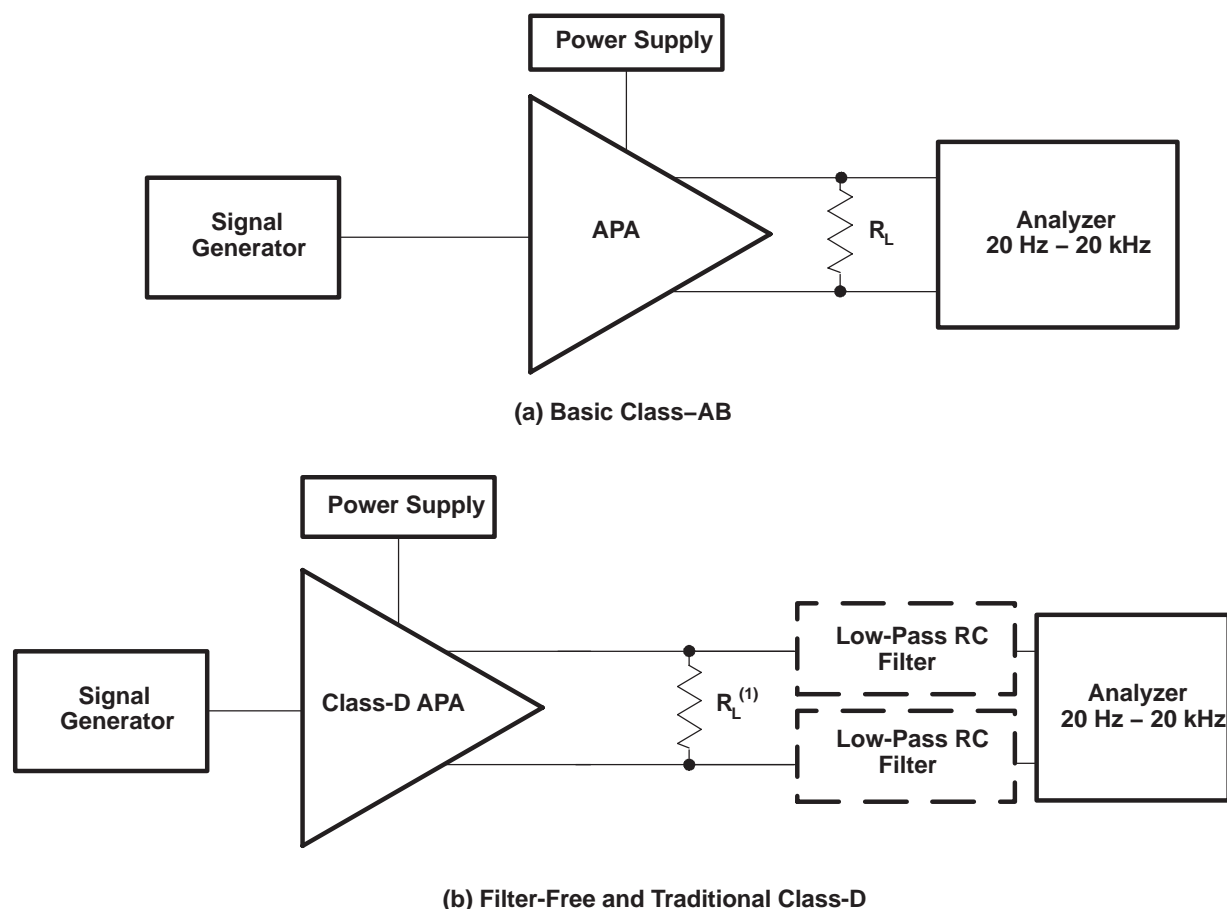 Power Supply
Signal
Generator
APA
RL
Analyzer
20 Hz – 20 kHz
(a) Basic Class–AB
Power Supply
Signal
Generator
Class-D APA
RL(1)
Low-Pass RC
Filter
Low-Pass RC
Filter
Analyzer
20 Hz – 20 kHz
(b) Filter-Free and Traditional Class-D